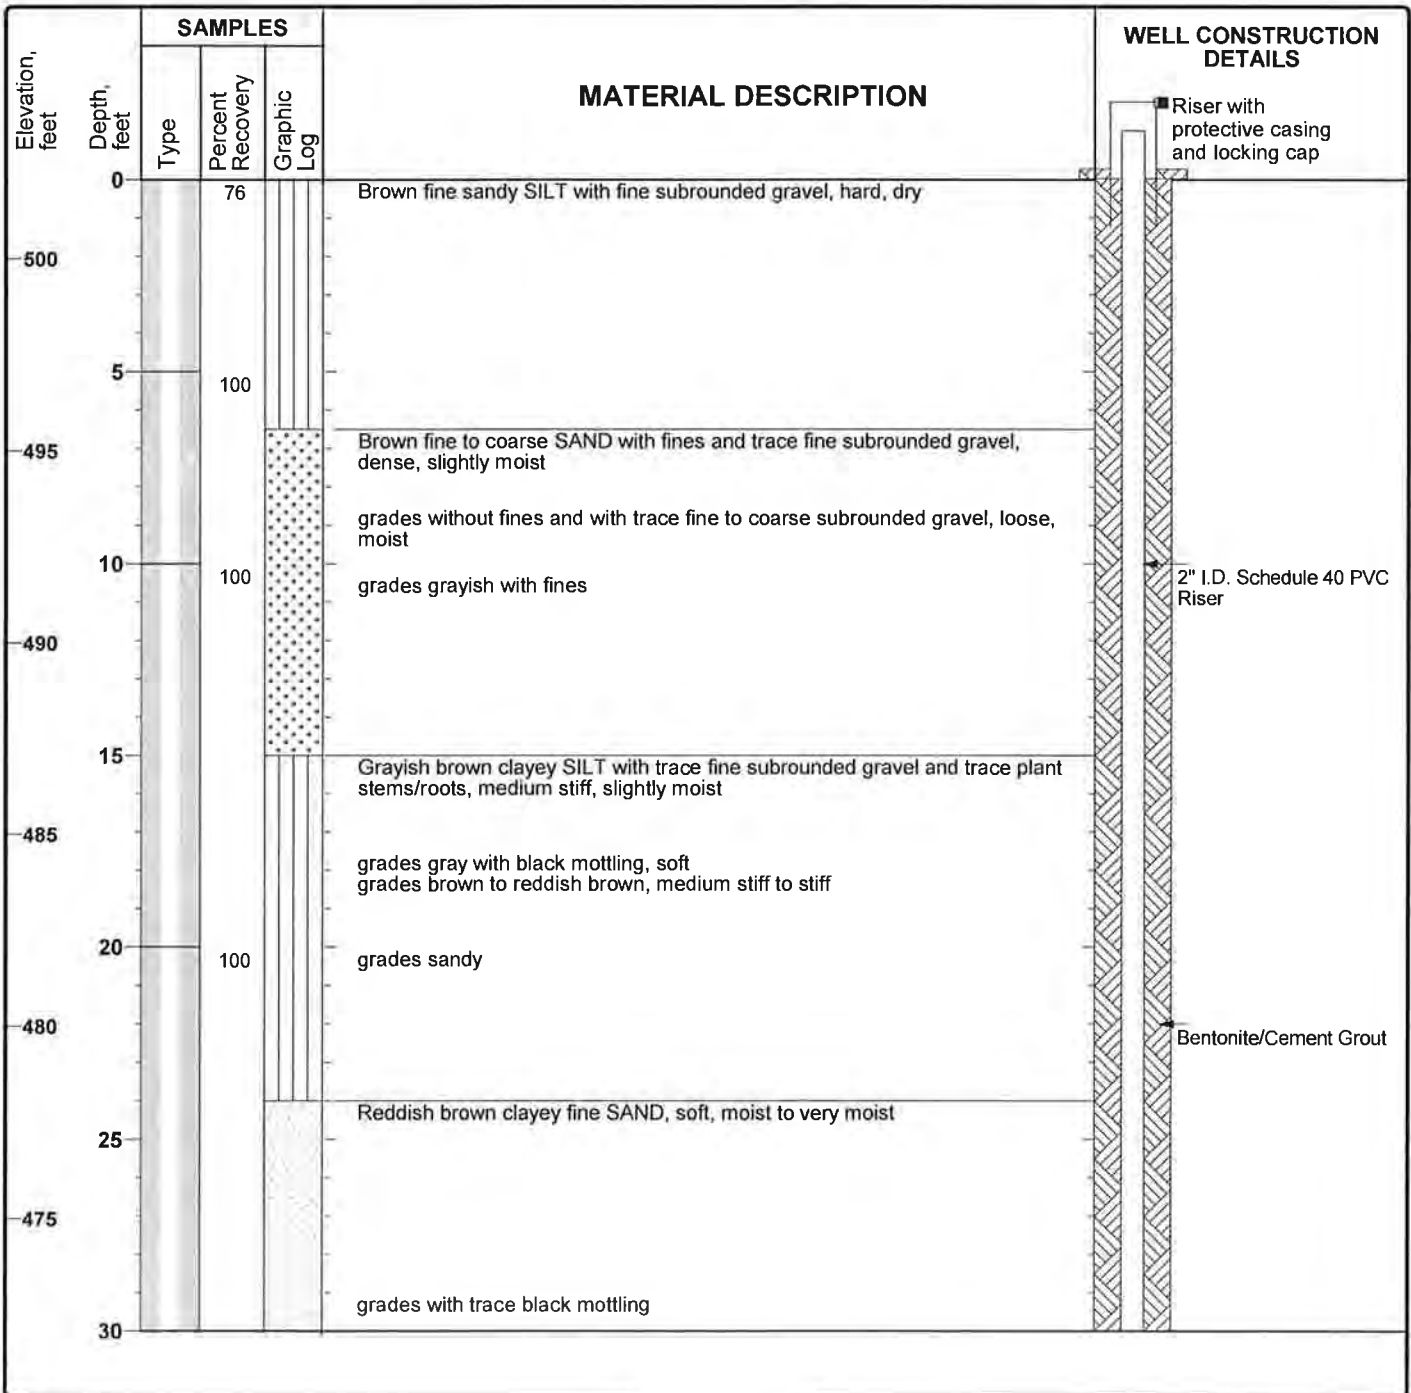 SAMPLES
Elevation,
feet
Depth,
feet
Type
Percent
Recovery
Graphic
Log
MATERIAL DESCRIPTION
WELL CONSTRUCTION
DETAILS
Riser with
protective casing
and locking cap
0
76
Brown fine sandy SILT with fine subrounded gravel, hard, dry
500
5
100
Brown fine to coarse SAND with fines and trace fine subrounded gravel,
dense, slightly moist
495
grades without fines and with trace fine to coarse subrounded gravel, loose,
moist
10
100
grades grayish with fines
2" I.D. Schedule 40 PVC
Riser
490
15
Grayish brown clayey SILT with trace fine subrounded gravel and trace plant
stems/roots, medium stiff, slightly moist
485
grades gray with black mottling, soft
grades brown to reddish brown, medium stiff to stiff
20
100
grades sandy
480
Bentonite/Cement Grout
Reddish brown clayey fine SAND, soft, moist to very moist
25
475
grades with trace black mottling
30